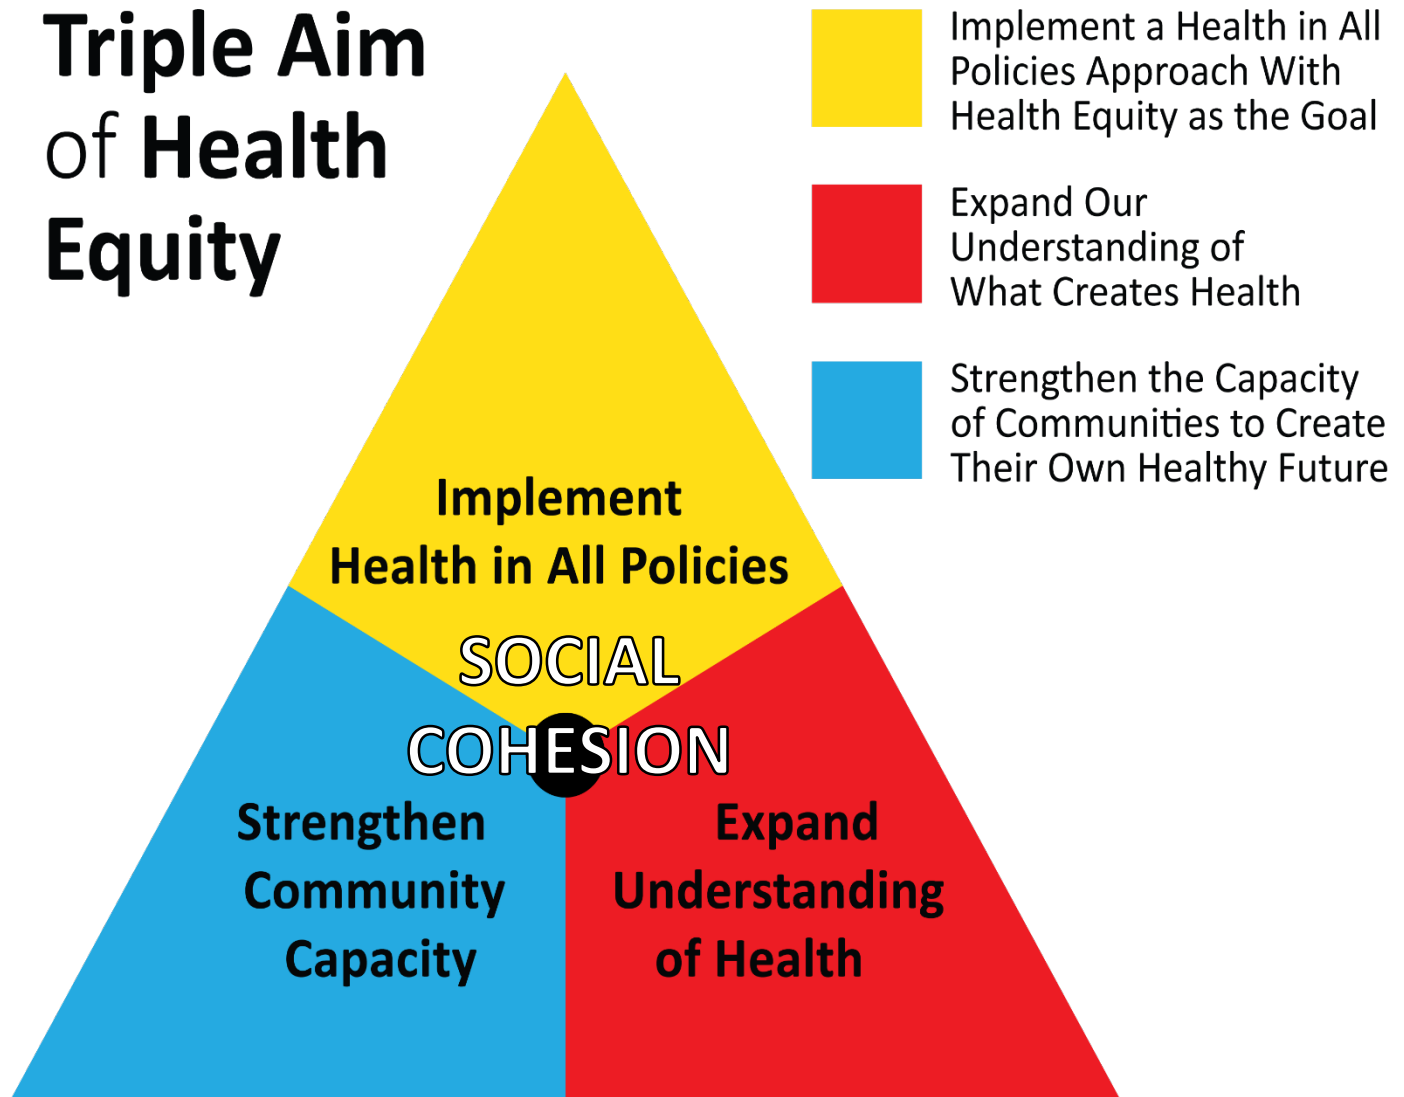 Triple Aim
of Health
Equity
Implement a Health in All
Policies Approach With
Health Equity as the Goal
Expand Our
Understanding of
What Creates Health
Strengthen the Capacity
of Communities to Create
Their Own Healthy Future
Implement
Health in All Policies
SOCIAL
COHESION
Strengthen
Community
Capacity
Expand
Understanding
of Health